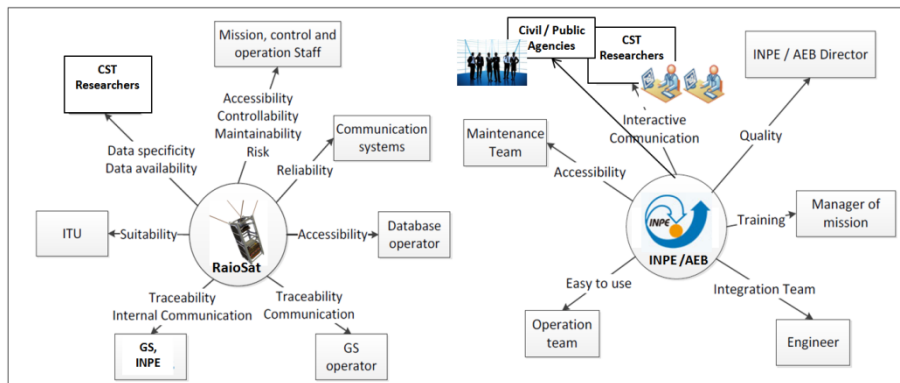 Mission, control and
operation Staff
CST
Researchers
Accessibility
Controllability
Maintainability
Risk
Data specificity
Data availability
Communication
systems
Reliability
ITU
Suitability
RaioSat
Accessibility
Database
operator
Traceability
Internal Communication
Traceability
Communication
GS,
INPE
GS
operator
Civil / Public
Agencies
CST
Researchers
INPE / AEB Director
Interactive
Communication
Quality
Maintenance
Team
Accessibility
INPE
INPE/AEB
Training
Manager of
mission
Easy to use
Integration Team
Operation
team
Engineer